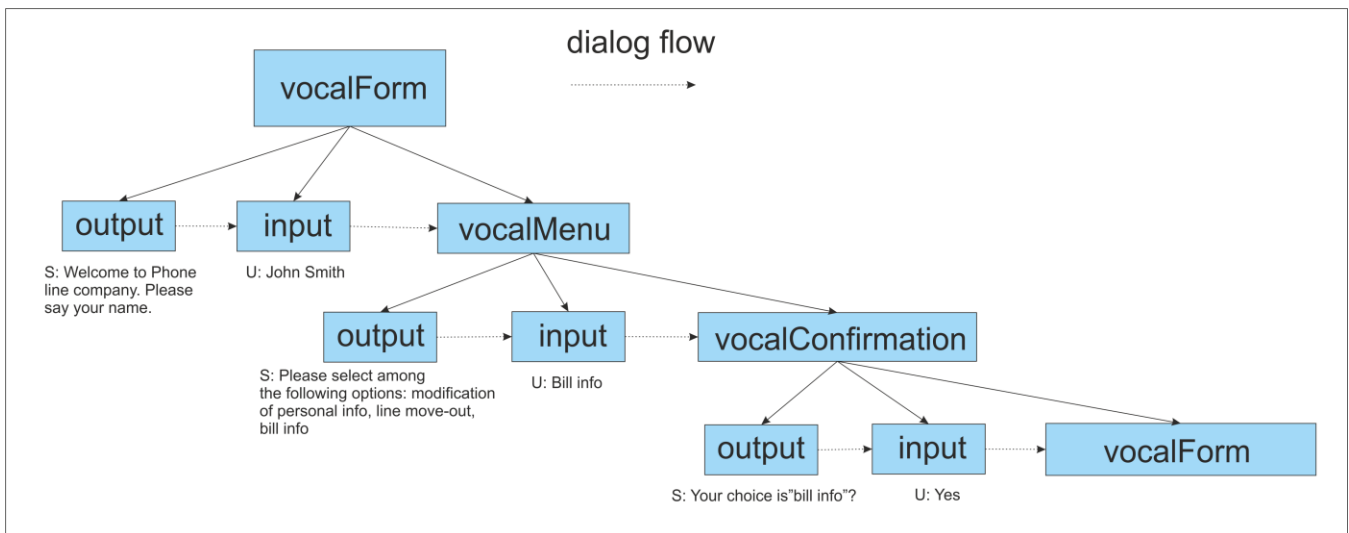 dialog flow
vocalForm
output
input
vocalMenu
S: Welcome to Phone
line company. Please
say your name.
U: John Smith
output
input
vocalConfirmation
S: Please select among
the following options: modification
of personal info, line move-out,
bill info
U: Bill info
output
input
vocalForm
S: Your choice is"bill info"?
U: Yes